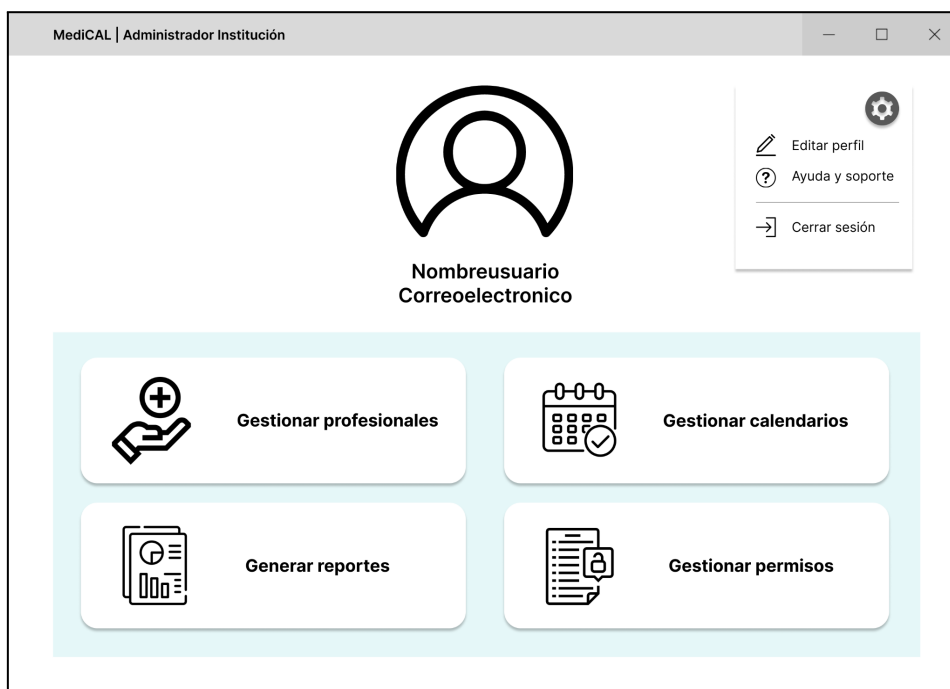 MediCAL | Administrador Institución
Editar perfil
Ayuda y soporte
Cerrar sesión
Nombreusuario
Correoelectronico
Gestionar profesionales
Gestionar calendarios
Generar reportes
Gestionar permisos